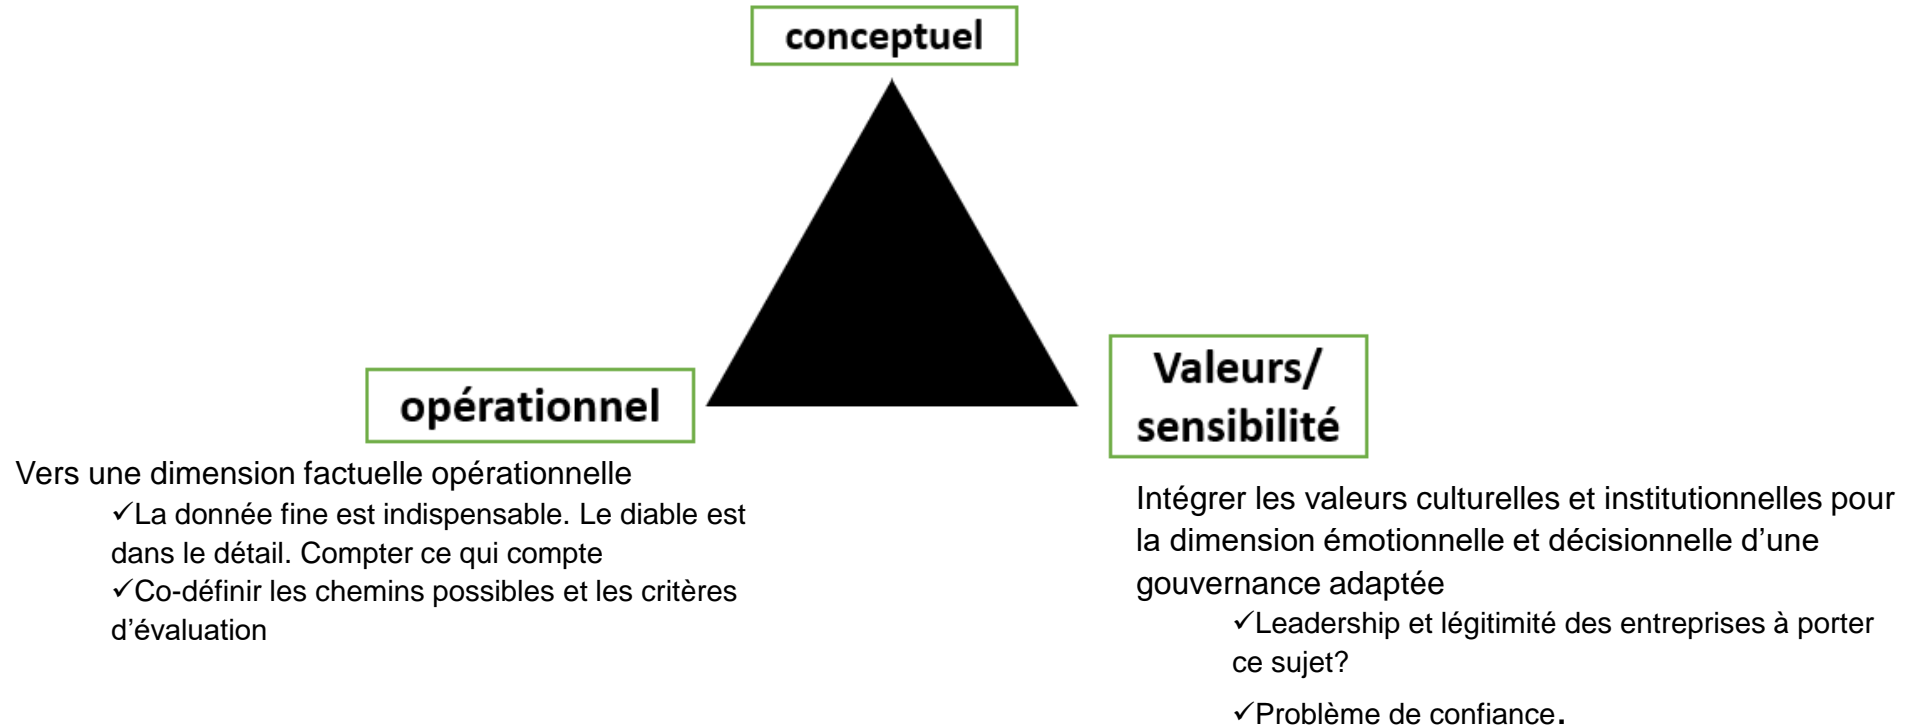 conceptuel
opérationnel
Valeurs/
sensibilité
Vers une dimension factuelle opérationnelle
✓La donnée fine est indispensable. Le diable est
dans le détail. Compter ce qui compte
✓Co-définir les chemins possibles et les critères
d’évaluation
Intégrer les valeurs culturelles et institutionnelles pour
la dimension émotionnelle et décisionnelle d’une
gouvernance adaptée
✓Leadership et légitimité des entreprises à porter
ce sujet?
✓Problème de confiance.